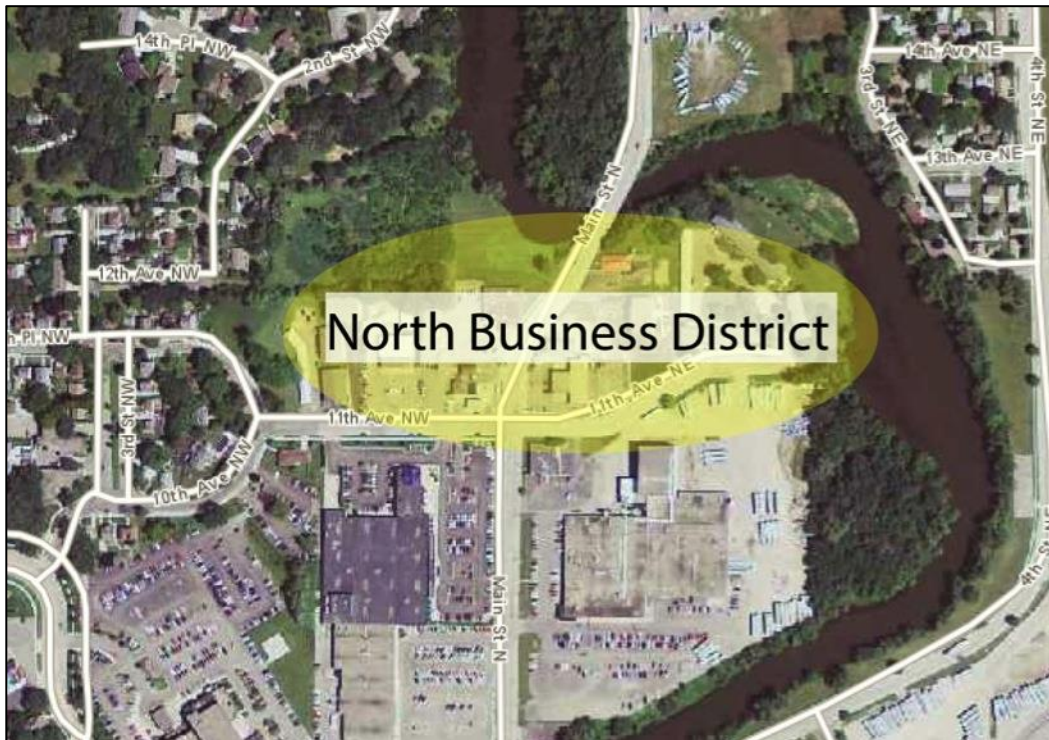 14th Pl NW
2nd St NW
Main St N
14th Ave NE
3rd St NE
4th St NE
13th Ave NE
12th Ave NW
h Pl NW
North Business District
3rd St NW
11th Ave NW
11th Ave NE
10th Ave NW
Main St N
4th S